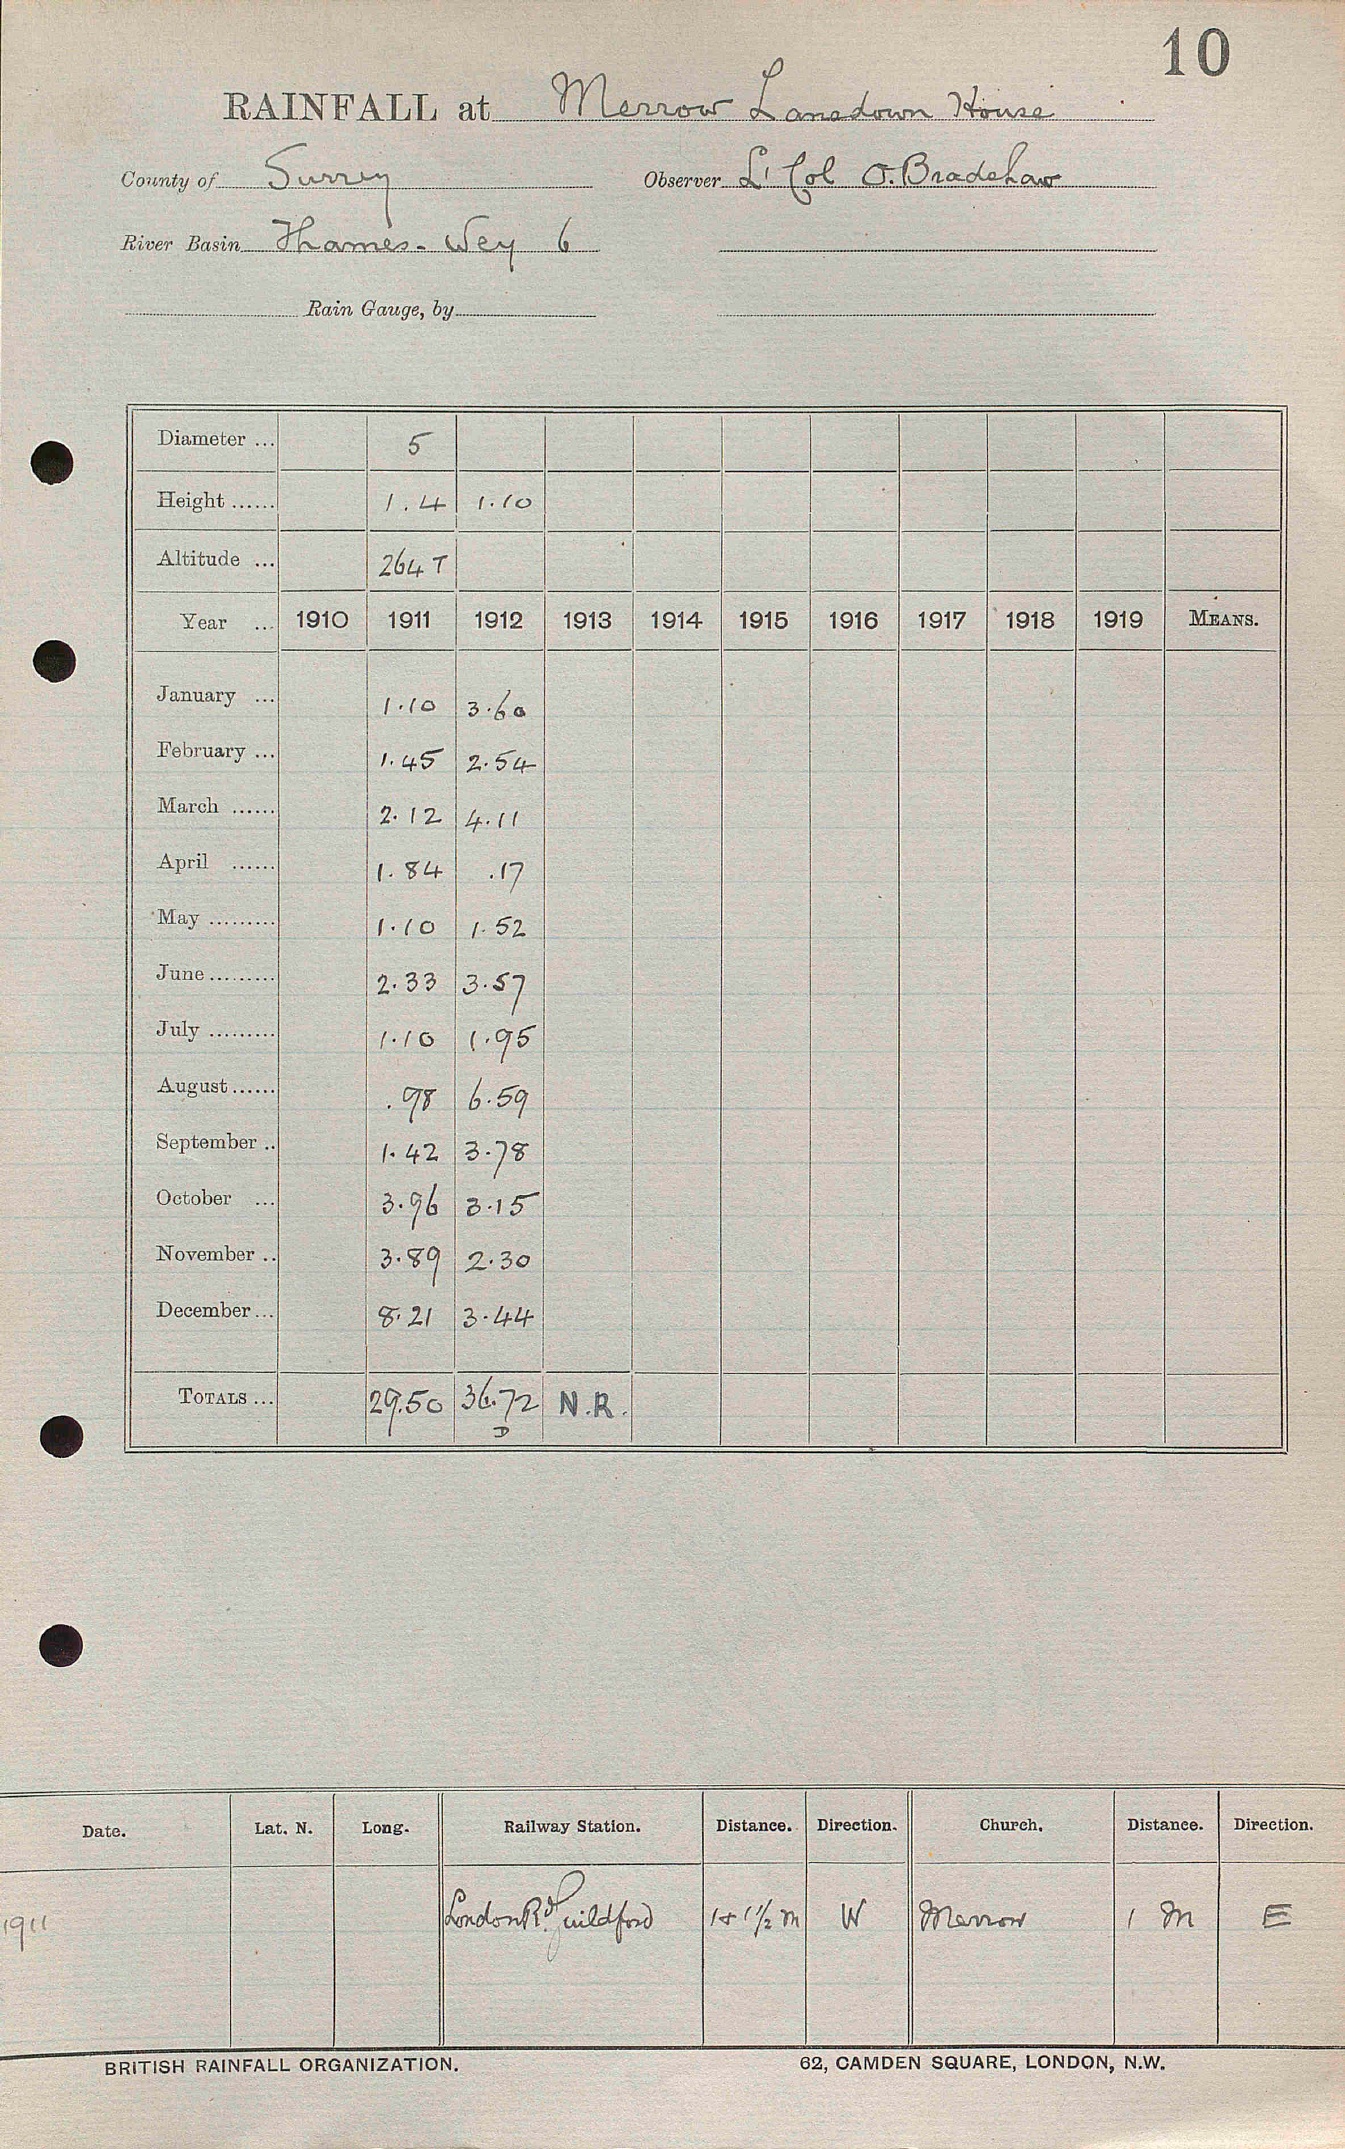 10
RAINFALL at Merrow Lansdown House
County of Surrey Observer Lt Col O. Bradshaw
River Basin Thames - Wey 6
Rain Gauge, by
Diameter ... 5
Height ...... 1.4 1.10
Altitude ... 264 T
Year ... 1910 1911 1912 1913 1914 1915 1916 1917 1918 1919 MEANS.
January ... 1.10 3.60
February ... 1.45 2.54
March ...... 2.12 4.11
April ...... 1.84 .17
May ......... 1.10 1.52
June ......... 2.33 3.57
July ......... 1.10 1.95
August ...... .98 6.59
September .. 1.42 3.78
October ... 3.96 3.15
November .. 3.89 2.30
December ... 8.21 3.44
TOTALS ... 29.50 36.72 N.R.
D
Date. Lat. N. Long. Railway Station. Distance. Direction. Church. Distance. Direction.
1911 London Rd. Guildford 1 & 1 1/2 m W Merrow 1 m E
BRITISH RAINFALL ORGANIZATION. 62, CAMDEN SQUARE, LONDON, N.W.